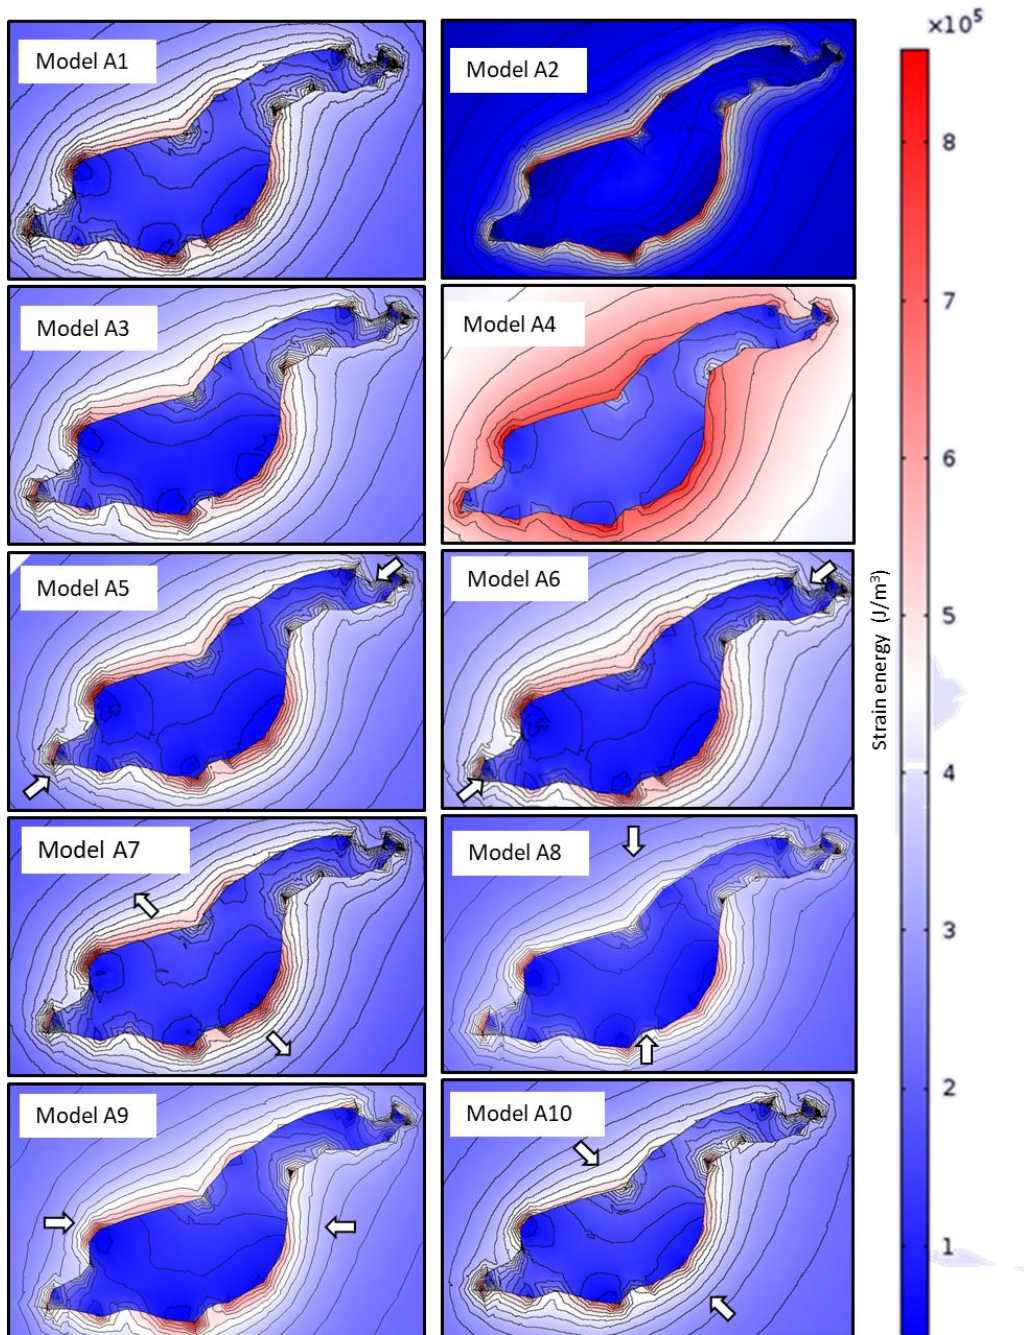 ×10⁵
Model A1
Model A2
Model A3
Model A4
Model A5
Model A6
Model A7
Model A8
Model A9
Model A10
8
7
6
5
4
3
2
1
Strain energy (J/m³)